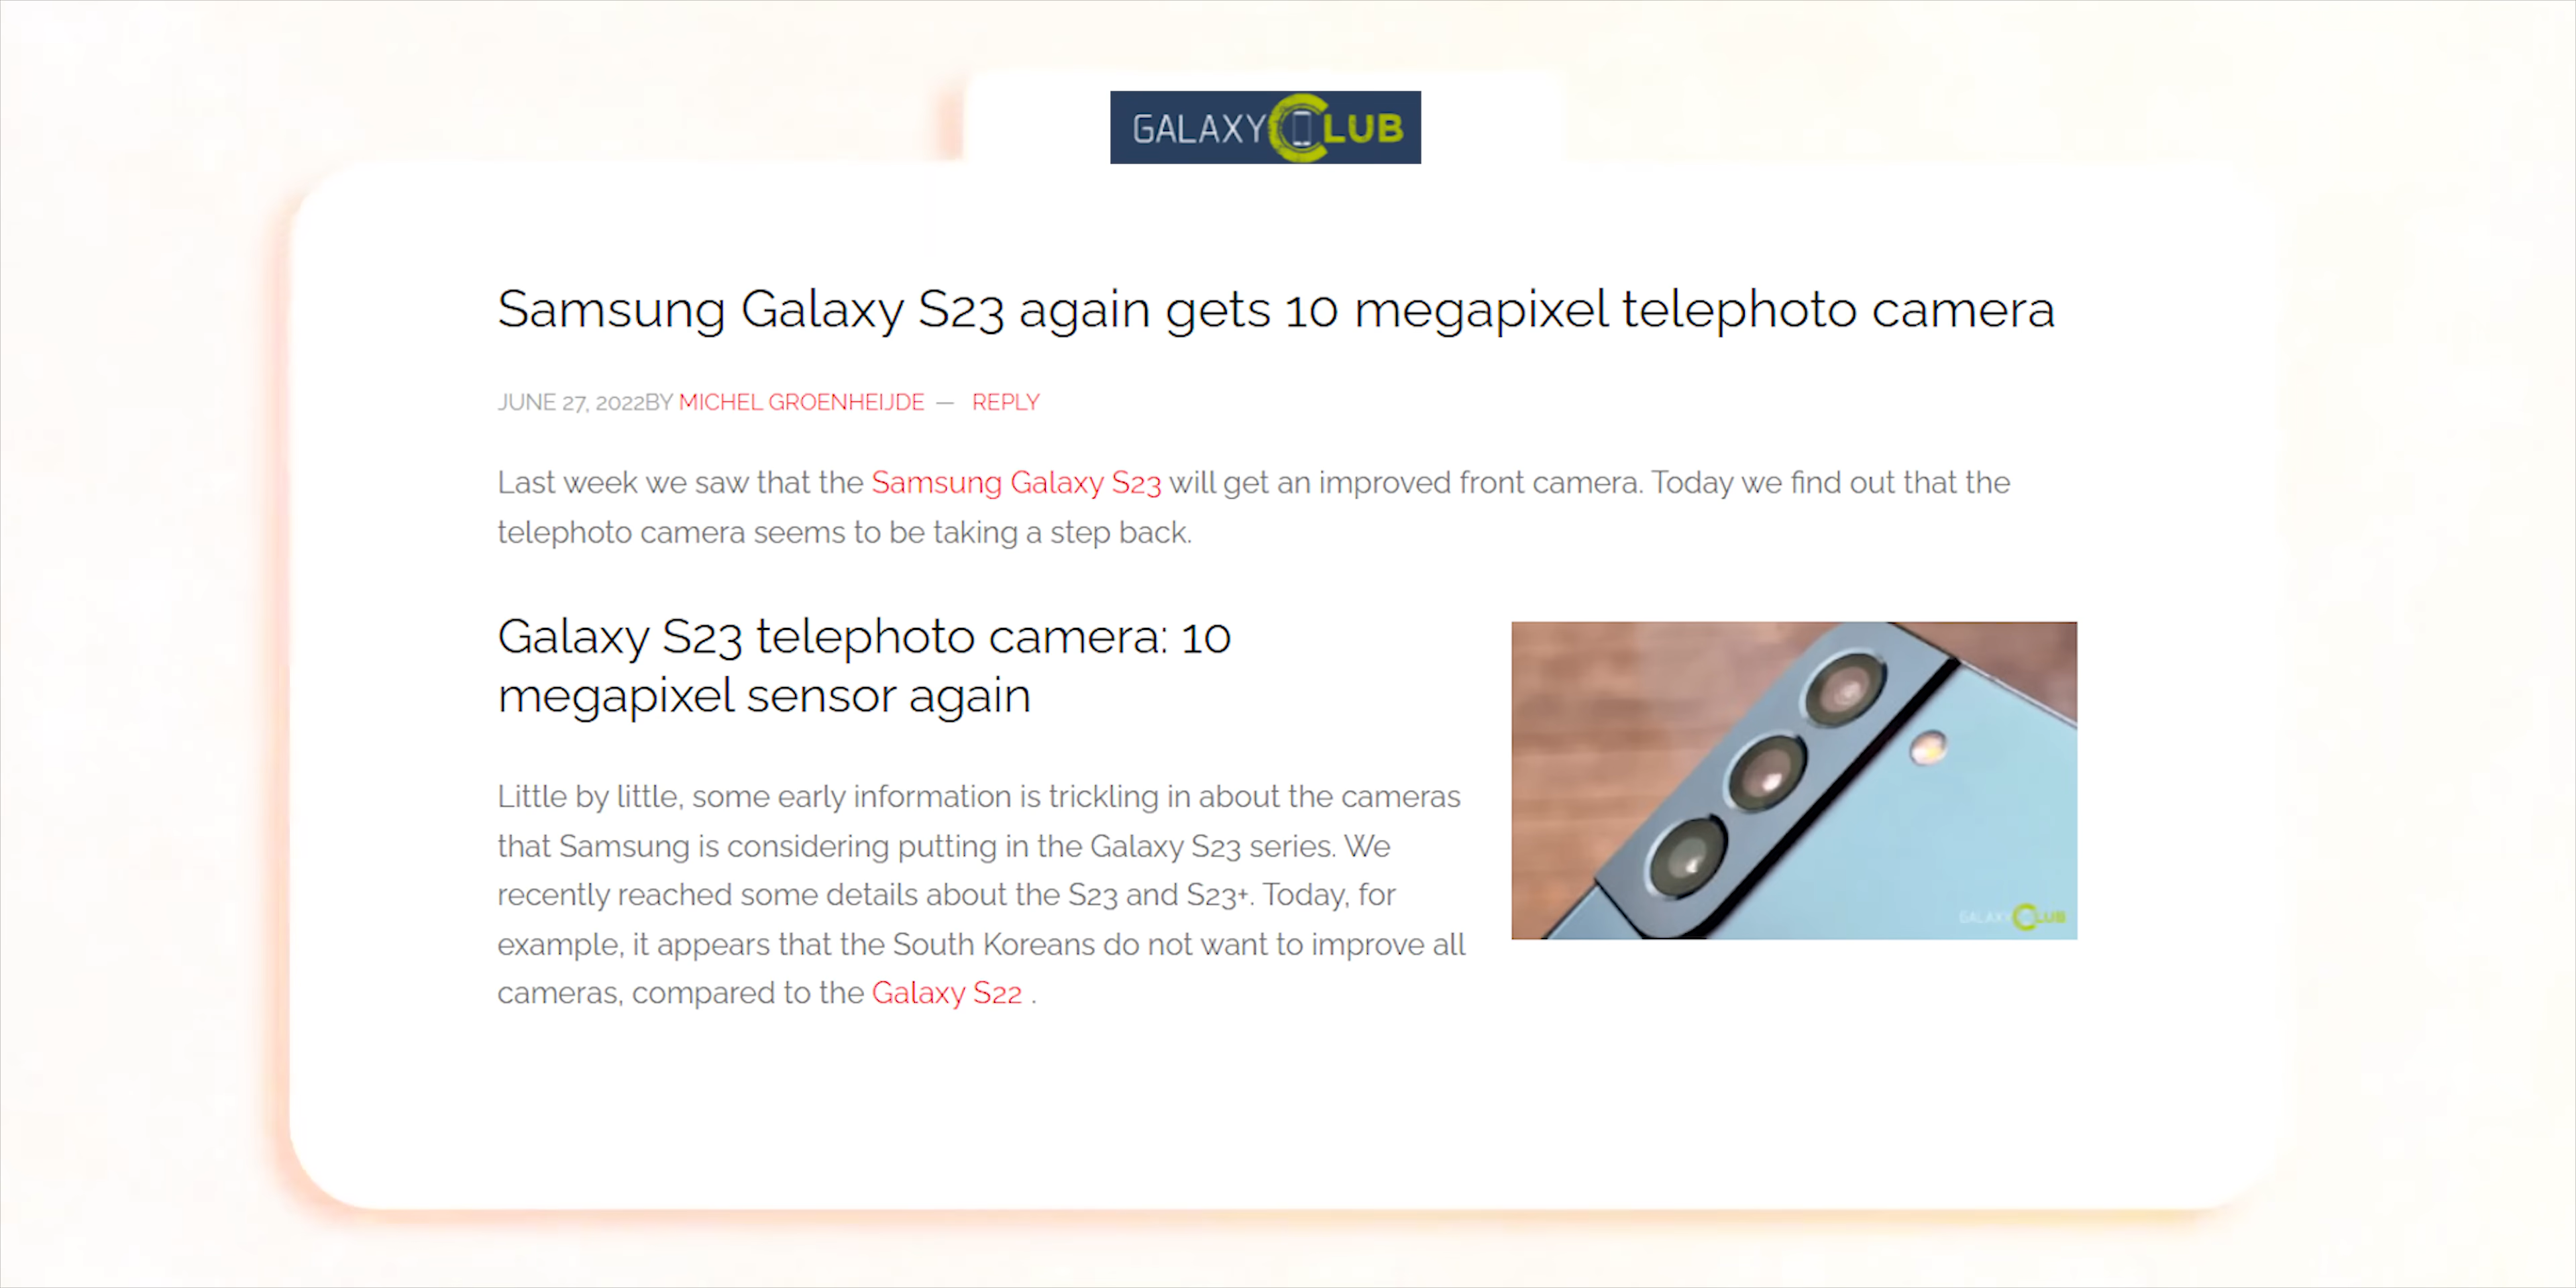 GALAXYCLUB
Samsung Galaxy S23 again gets 10 megapixel telephoto camera
JUNE 27, 2022BY MICHEL GROENHEIJDE — REPLY
Last week we saw that the Samsung Galaxy S23 will get an improved front camera. Today we find out that the
telephoto camera seems to be taking a step back.
Galaxy S23 telephoto camera: 10
megapixel sensor again
Little by little, some early information is trickling in about the cameras
that Samsung is considering putting in the Galaxy S23 series. We
recently reached some details about the S23 and S23+. Today, for
example, it appears that the South Koreans do not want to improve all
cameras, compared to the Galaxy S22 .
GALAXYCLUB